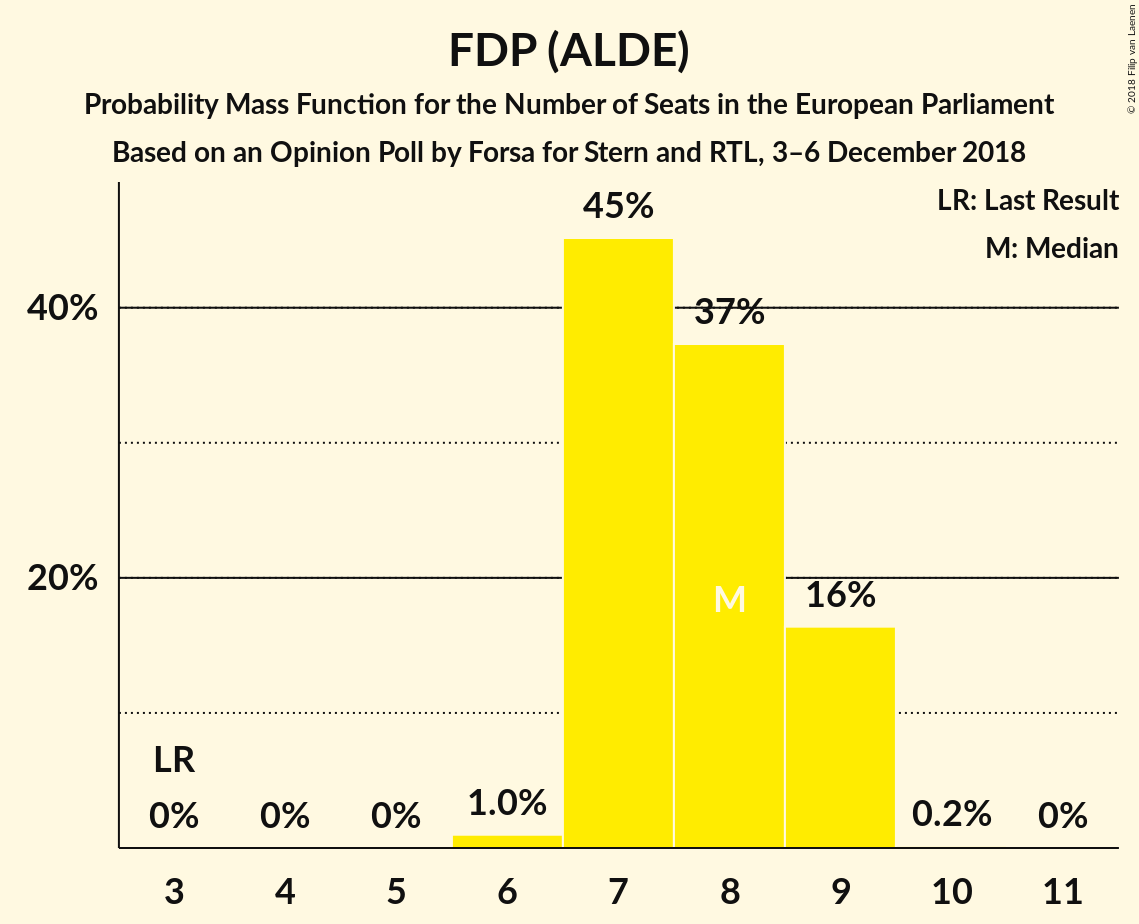 FDP (ALDE)
Probability Mass Function for the Number of Seats in the European Parliament
Based on an Opinion Poll by Forsa for Stern and RTL, 3–6 December 2018
© 2018 Filip van Laenen
LR: Last Result
M: Median
45%
40%
37%
20%
M
16%
LR
0%
0%
0%
1.0%
0.2%
0%
3 4 5 6 7 8 9 10 11